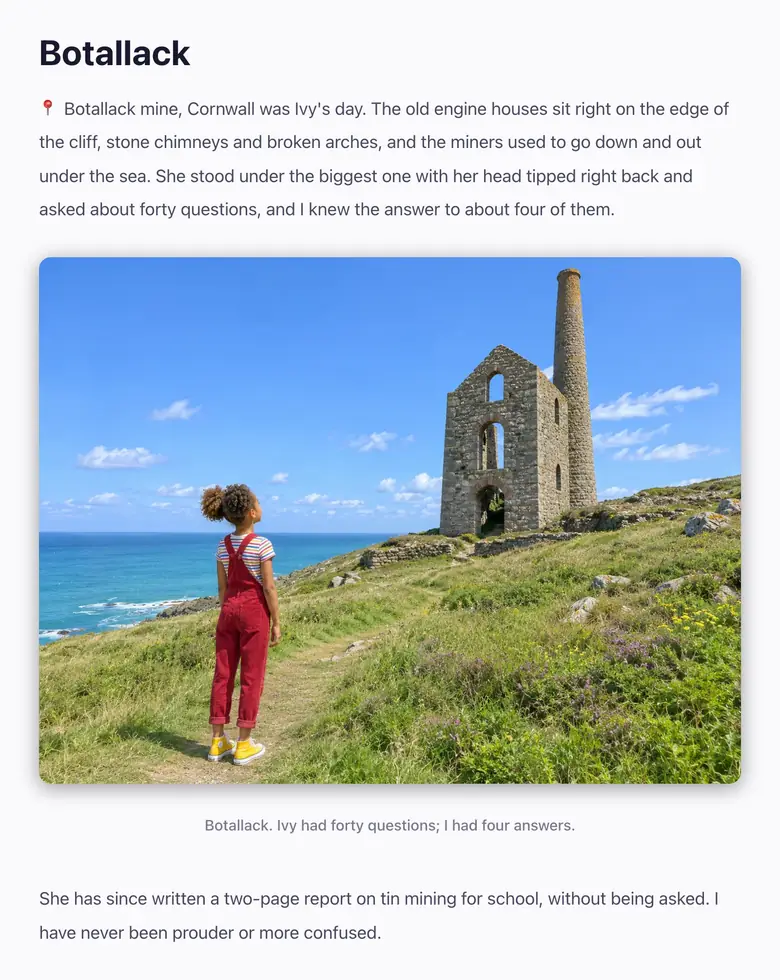 Botallack
📍 Botallack mine, Cornwall was Ivy's day. The old engine houses sit right on the edge of
the cliff, stone chimneys and broken arches, and the miners used to go down and out
under the sea. She stood under the biggest one with her head tipped right back and
asked about forty questions, and I knew the answer to about four of them.
Botallack. Ivy had forty questions; I had four answers.
She has since written a two-page report on tin mining for school, without being asked. I
have never been prouder or more confused.